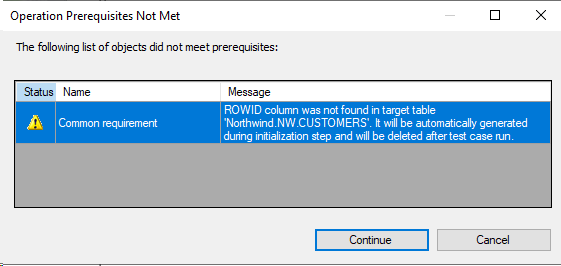 Operation Prerequisites Not Met
The following list of objects did not meet prerequisites:
Status Name Message
Common requirement
ROWID column was not found in target table
'Northwind.NW.CUSTOMERS'. It will be automatically generated
during initialization step and will be deleted after test case run.
Continue Cancel